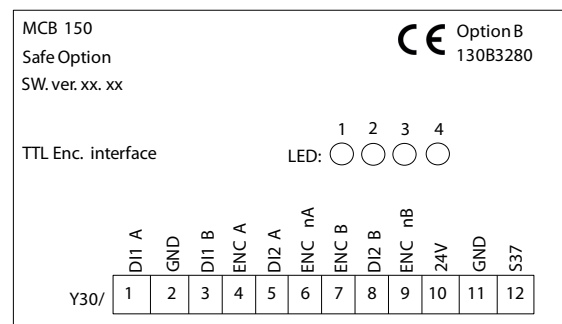 MCB 150
Safe Option
SW. ver. xx. xx
CE Option B
130B3280
1 2 3 4
TTL Enc. interface LED:
DI1 A GND DI1 B ENC A DI2 A ENC nA ENC B DI2 B ENC nB 24V GND S37
Y30/ 1 2 3 4 5 6 7 8 9 10 11 12